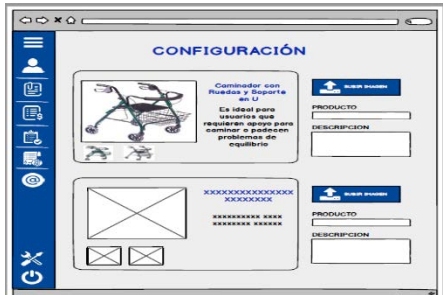 CONFIGURACIÓN
Caminador con
Ruedas y Soporte
en U
Es ideal para
usuarios que
requieren apoyo para
caminar o padecen
problemas de
equilibrio
SUBIR IMAGEN
PRODUCTO
DESCRIPCION
XXXXXXXXXXXXXXX
XXXXXXXX
XXXXXXXXXX XXXX
XXXXXXXX XXXXXX
SUBIR IMAGEN
PRODUCTO
DESCRIPCION